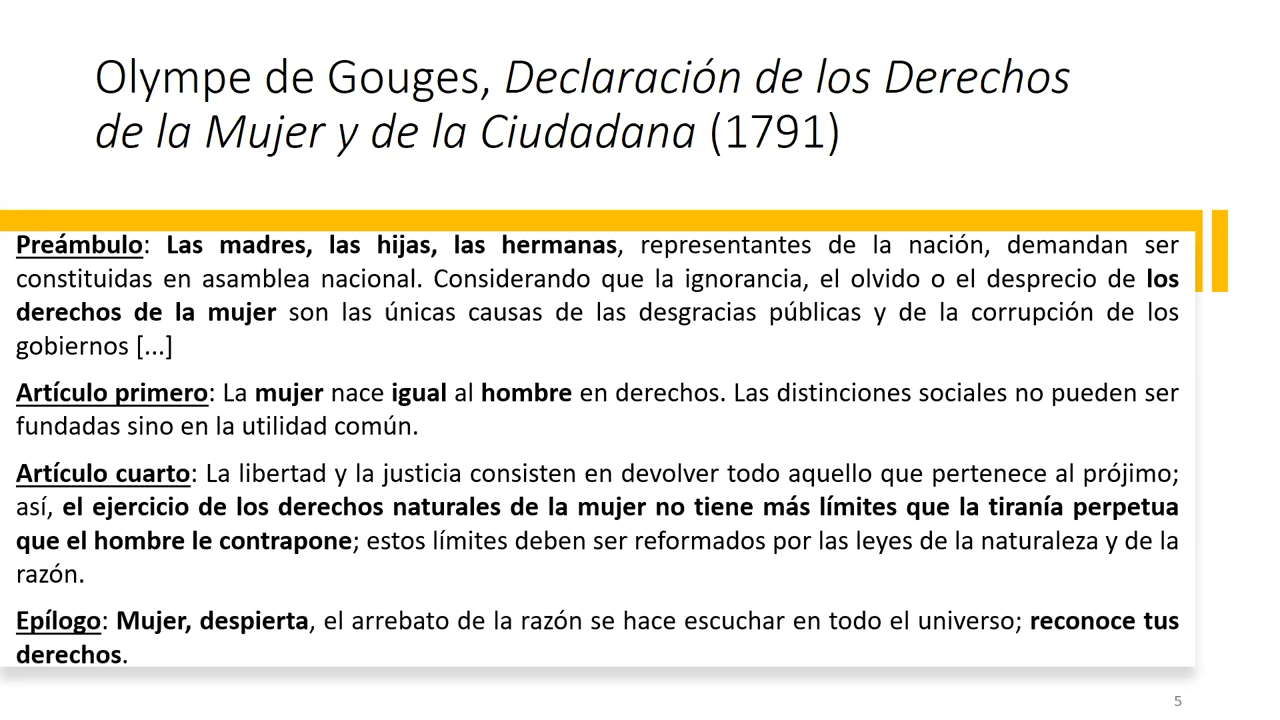 Olympe de Gouges, Declaración de los Derechos
de la Mujer y de la Ciudadana (1791)
Preámbulo: Las madres, las hijas, las hermanas, representantes de la nación, demandan ser
constituidas en asamblea nacional. Considerando que la ignorancia, el olvido o el desprecio de los
derechos de la mujer son las únicas causas de las desgracias públicas y de la corrupción de los
gobiernos [...]
Artículo primero: La mujer nace igual al hombre en derechos. Las distinciones sociales no pueden ser
fundadas sino en la utilidad común.
Artículo cuarto: La libertad y la justicia consisten en devolver todo aquello que pertenece al prójimo;
así, el ejercicio de los derechos naturales de la mujer no tiene más límites que la tiranía perpetua
que el hombre le contrapone; estos límites deben ser reformados por las leyes de la naturaleza y de la
razón.
Epílogo: Mujer, despierta, el arrebato de la razón se hace escuchar en todo el universo; reconoce tus
derechos.
5